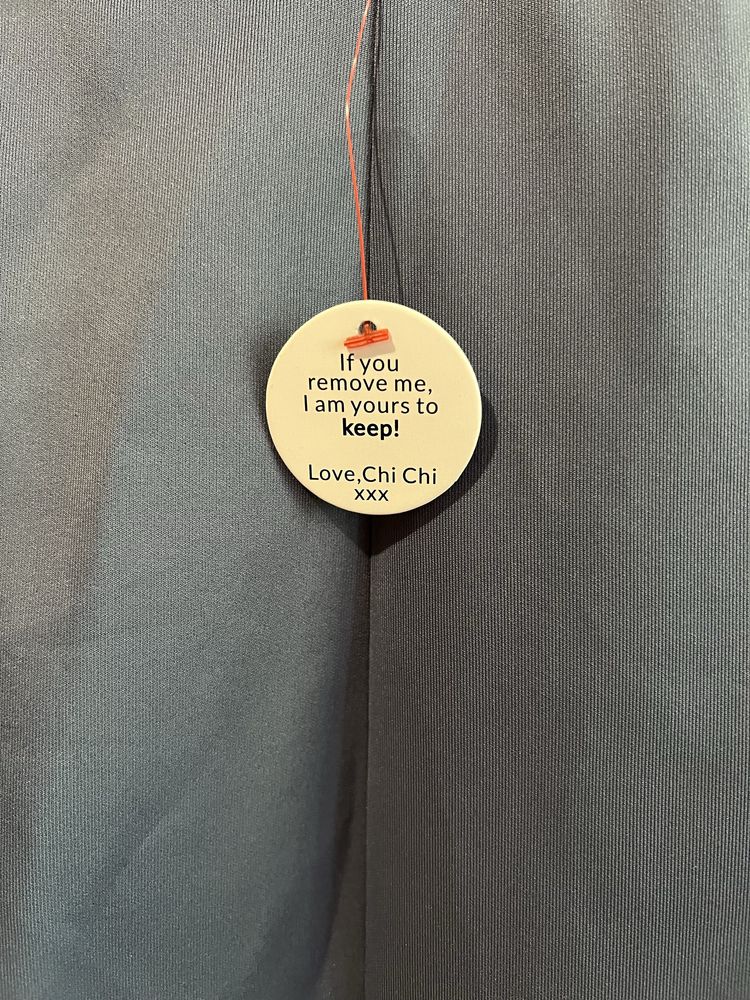 If you
remove me,
I am yours to
keep!
Love,Chi Chi
xxx